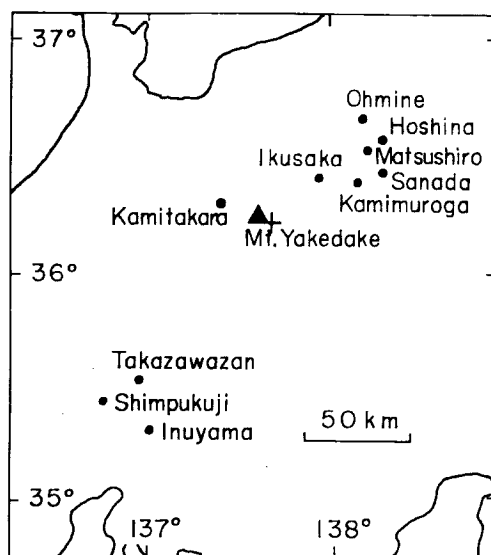 37°
Ohmine
Hoshina
Ikusaka
Matsushiro
Sanada
Kamitakara
Kamimuroga
Mt. Yakedake
36°
Takazawazan
Shimpukuji
50 km
Inuyama
35°
137°
138°